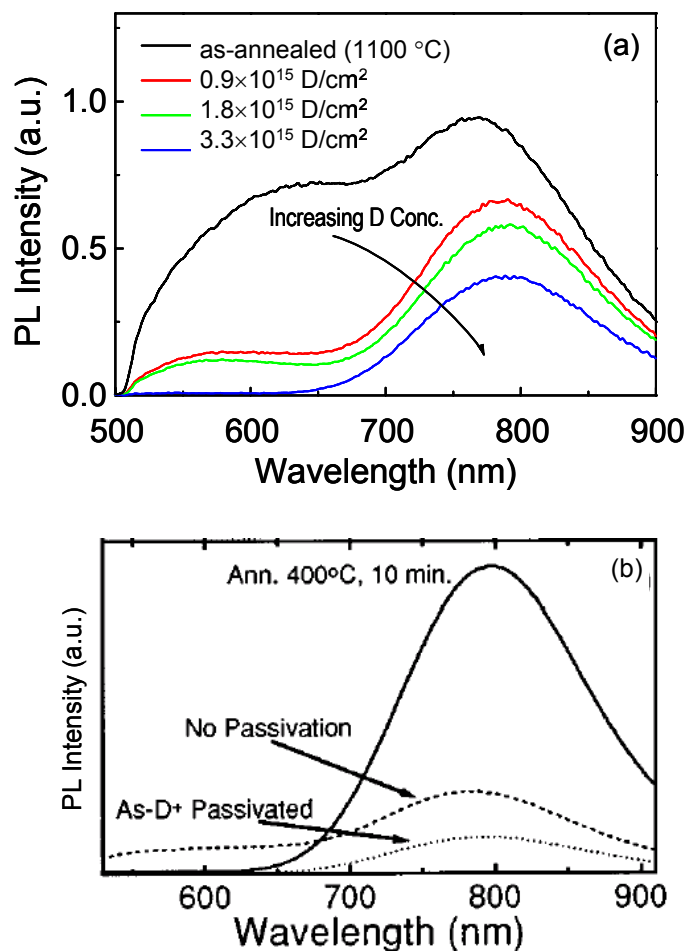 (a)
as-annealed (1100 °C)
0.9×10¹⁵ D/cm²
1.8×10¹⁵ D/cm²
3.3×10¹⁵ D/cm²
Increasing D Conc.
PL Intensity (a.u.)
1.0
0.5
0.0
500 600 700 800 900
Wavelength (nm)
(b)
Ann. 400ºC, 10 min.
No Passivation
As-D+ Passivated
PL Intensity (a.u.)
600 700 800 900
Wavelength (nm)